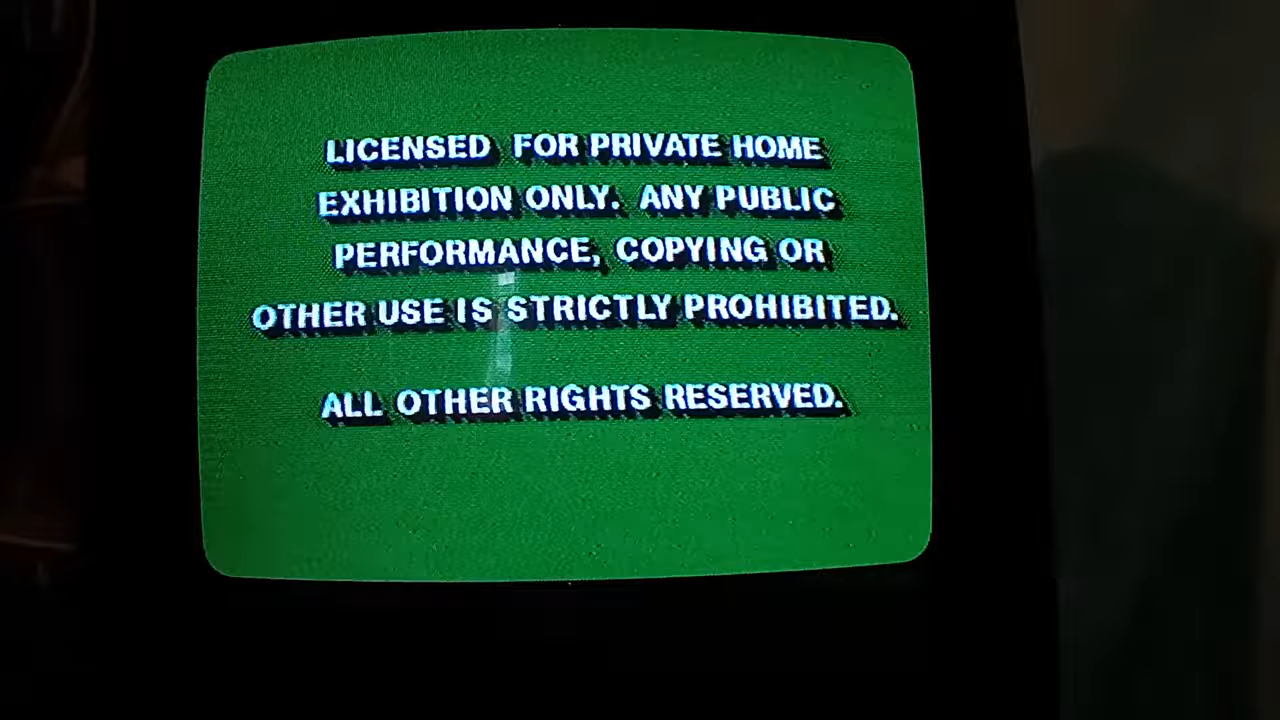 LICENSED FOR PRIVATE HOME
EXHIBITION ONLY. ANY PUBLIC
PERFORMANCE, COPYING OR
OTHER USE IS STRICTLY PROHIBITED.
ALL OTHER RIGHTS RESERVED.